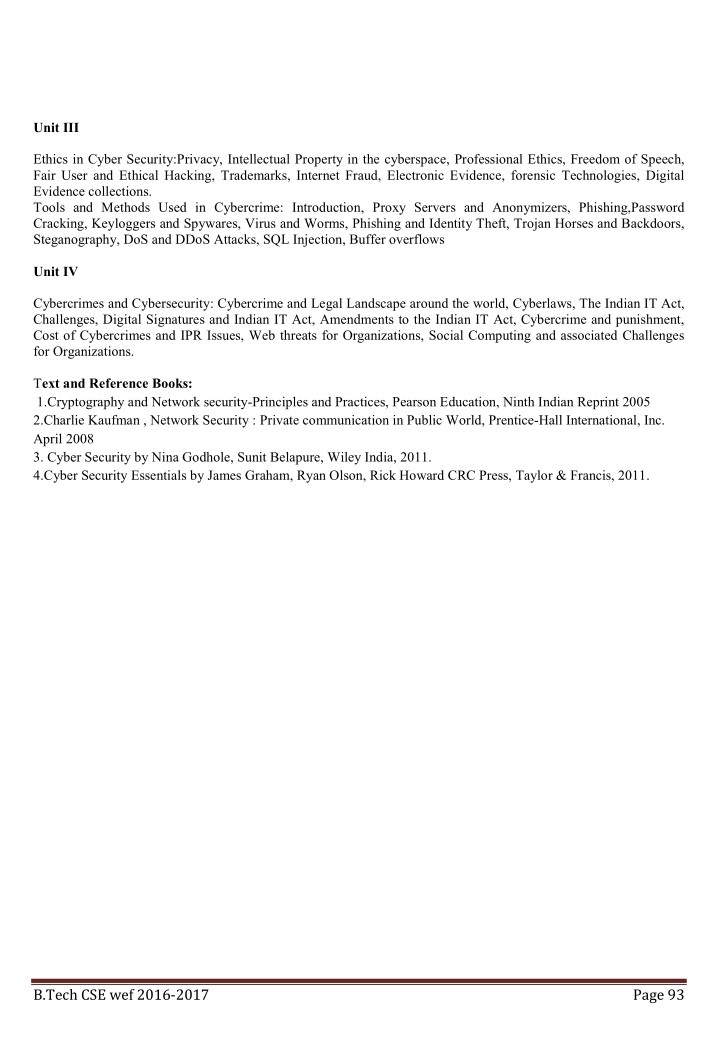 Unit III
Ethics in Cyber Security:Privacy, Intellectual Property in the cyberspace, Professional Ethics, Freedom of Speech,
Fair User and Ethical Hacking, Trademarks, Internet Fraud, Electronic Evidence, forensic Technologies, Digital
Evidence collections.
Tools and Methods Used in Cybercrime: Introduction, Proxy Servers and Anonymizers, Phishing,Password
Cracking, Keyloggers and Spywares, Virus and Worms, Phishing and Identity Theft, Trojan Horses and Backdoors,
Steganography, DoS and DDoS Attacks, SQL Injection, Buffer overflows
Unit IV
Cybercrimes and Cybersecurity: Cybercrime and Legal Landscape around the world, Cyberlaws, The Indian IT Act,
Challenges, Digital Signatures and Indian IT Act, Amendments to the Indian IT Act, Cybercrime and punishment,
Cost of Cybercrimes and IPR Issues, Web threats for Organizations, Social Computing and associated Challenges
for Organizations.
Text and Reference Books:
1.Cryptography and Network security-Principles and Practices, Pearson Education, Ninth Indian Reprint 2005
2.Charlie Kaufman , Network Security : Private communication in Public World, Prentice-Hall International, Inc.
April 2008
3. Cyber Security by Nina Godhole, Sunit Belapure, Wiley India, 2011.
4.Cyber Security Essentials by James Graham, Ryan Olson, Rick Howard CRC Press, Taylor & Francis, 2011.
B.Tech CSE wef 2016-2017 Page 93